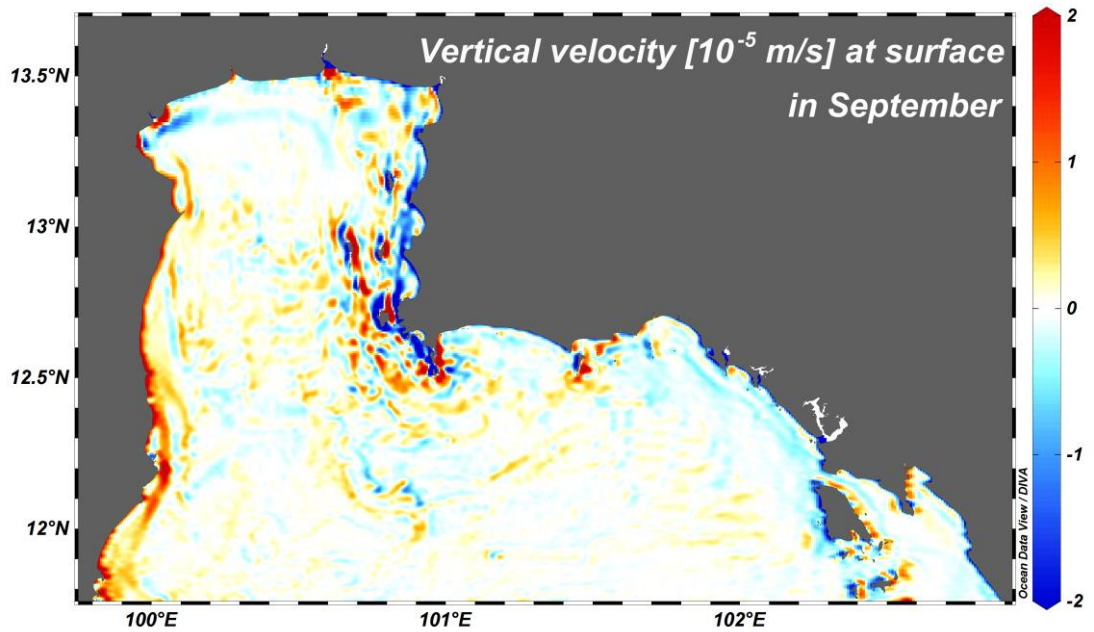 Vertical velocity [10⁻⁵ m/s] at surface
in September
13.5°N
13°N
12.5°N
12°N
100°E
101°E
102°E
2
1
0
-1
-2
Ocean Data View / DIVA